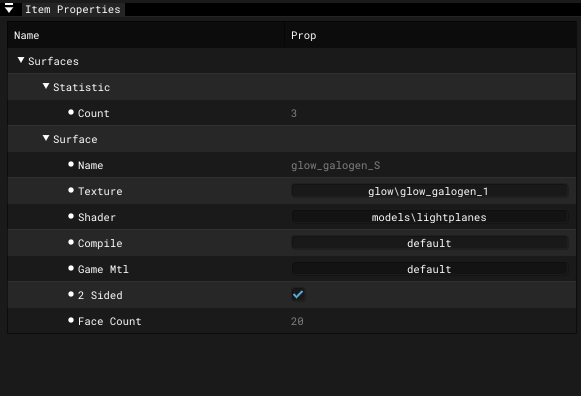 Item Properties
Name Prop
Surfaces
Statistic
Count 3
Surface
Name glow_galogen_S
Texture glow\glow_galogen_1
Shader models\lightplanes
Compile default
Game Mtl default
2 Sided
Face Count 20